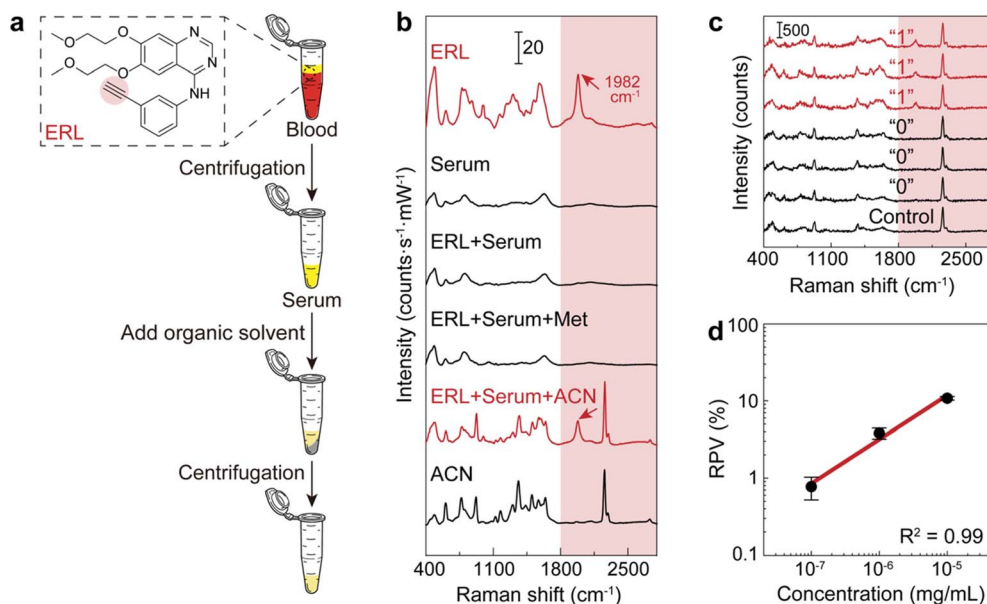 a
O
O
N
O
O
N
NH
ERL
Blood
Centrifugation
Serum
Add organic solvent
Centrifugation
b
Intensity (counts·s⁻¹·mW⁻¹)
ERL
20
1982
cm⁻¹
Serum
ERL+Serum
ERL+Serum+Met
ERL+Serum+ACN
ACN
400 1100 1800 2500
Raman shift (cm⁻¹)
c
Intensity (counts)
500
“1”
“1”
“1”
“0”
“0”
“0”
Control
400 1100 1800 2500
Raman shift (cm⁻¹)
d
RPV (%)
100
10
1
0.1
R² = 0.99
10⁻⁷ 10⁻⁶ 10⁻⁵
Concentration (mg/mL)